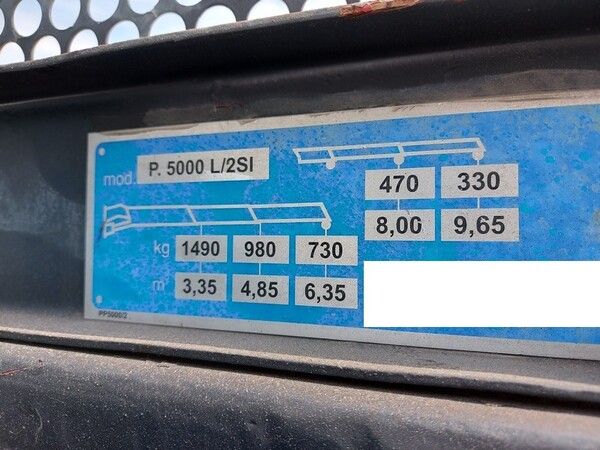 mod. P. 5000 L/2SI
470 330
8,00 9,65
kg 1490 980 730
m 3,35 4,85 6,35
PP5000/2